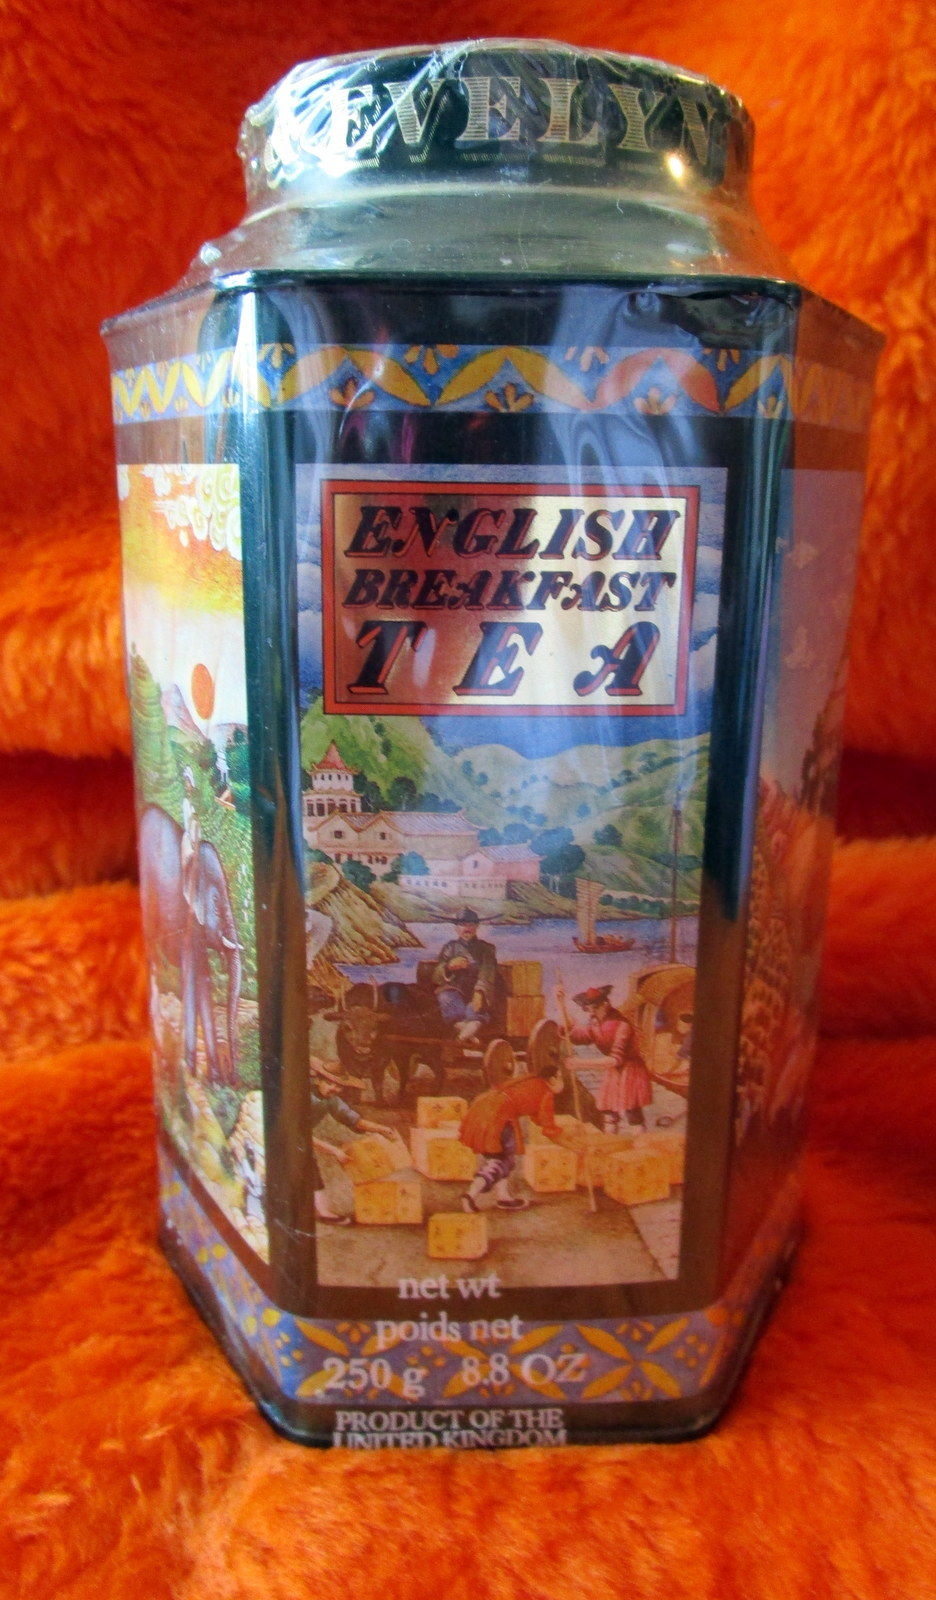 EVELYN
ENGLISH
BREAKFAST
TEA
net wt
poids net
250 g 8.8 OZ
PRODUCT OF THE
UNITED KINGDOM